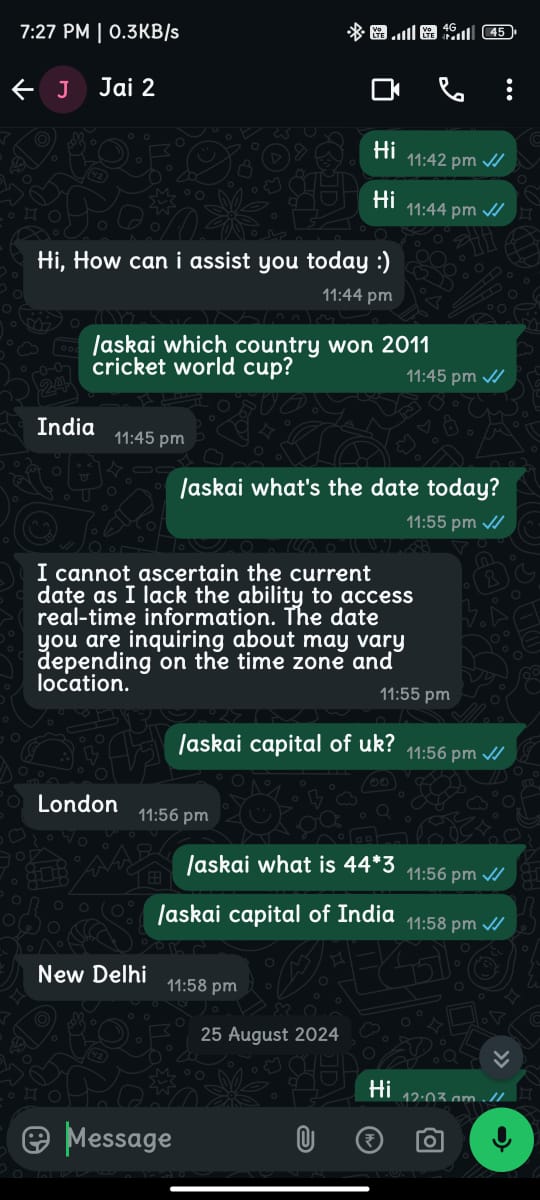 7:27 PM | 0.3KB/s
Vo LTE
Vo LTE
4G
45
J
Jai 2
Hi 11:42 pm
Hi 11:44 pm
Hi, How can i assist you today :)
11:44 pm
/askai which country won 2011
cricket world cup? 11:45 pm
India 11:45 pm
/askai what's the date today?
11:55 pm
I cannot ascertain the current
date as I lack the ability to access
real-time information. The date
you are inquiring about may vary
depending on the time zone and
location.
11:55 pm
/askai capital of uk? 11:56 pm
London 11:56 pm
/askai what is 44*3 11:56 pm
/askai capital of India 11:58 pm
New Delhi 11:58 pm
25 August 2024
Hi 12:03 am
Message
₹